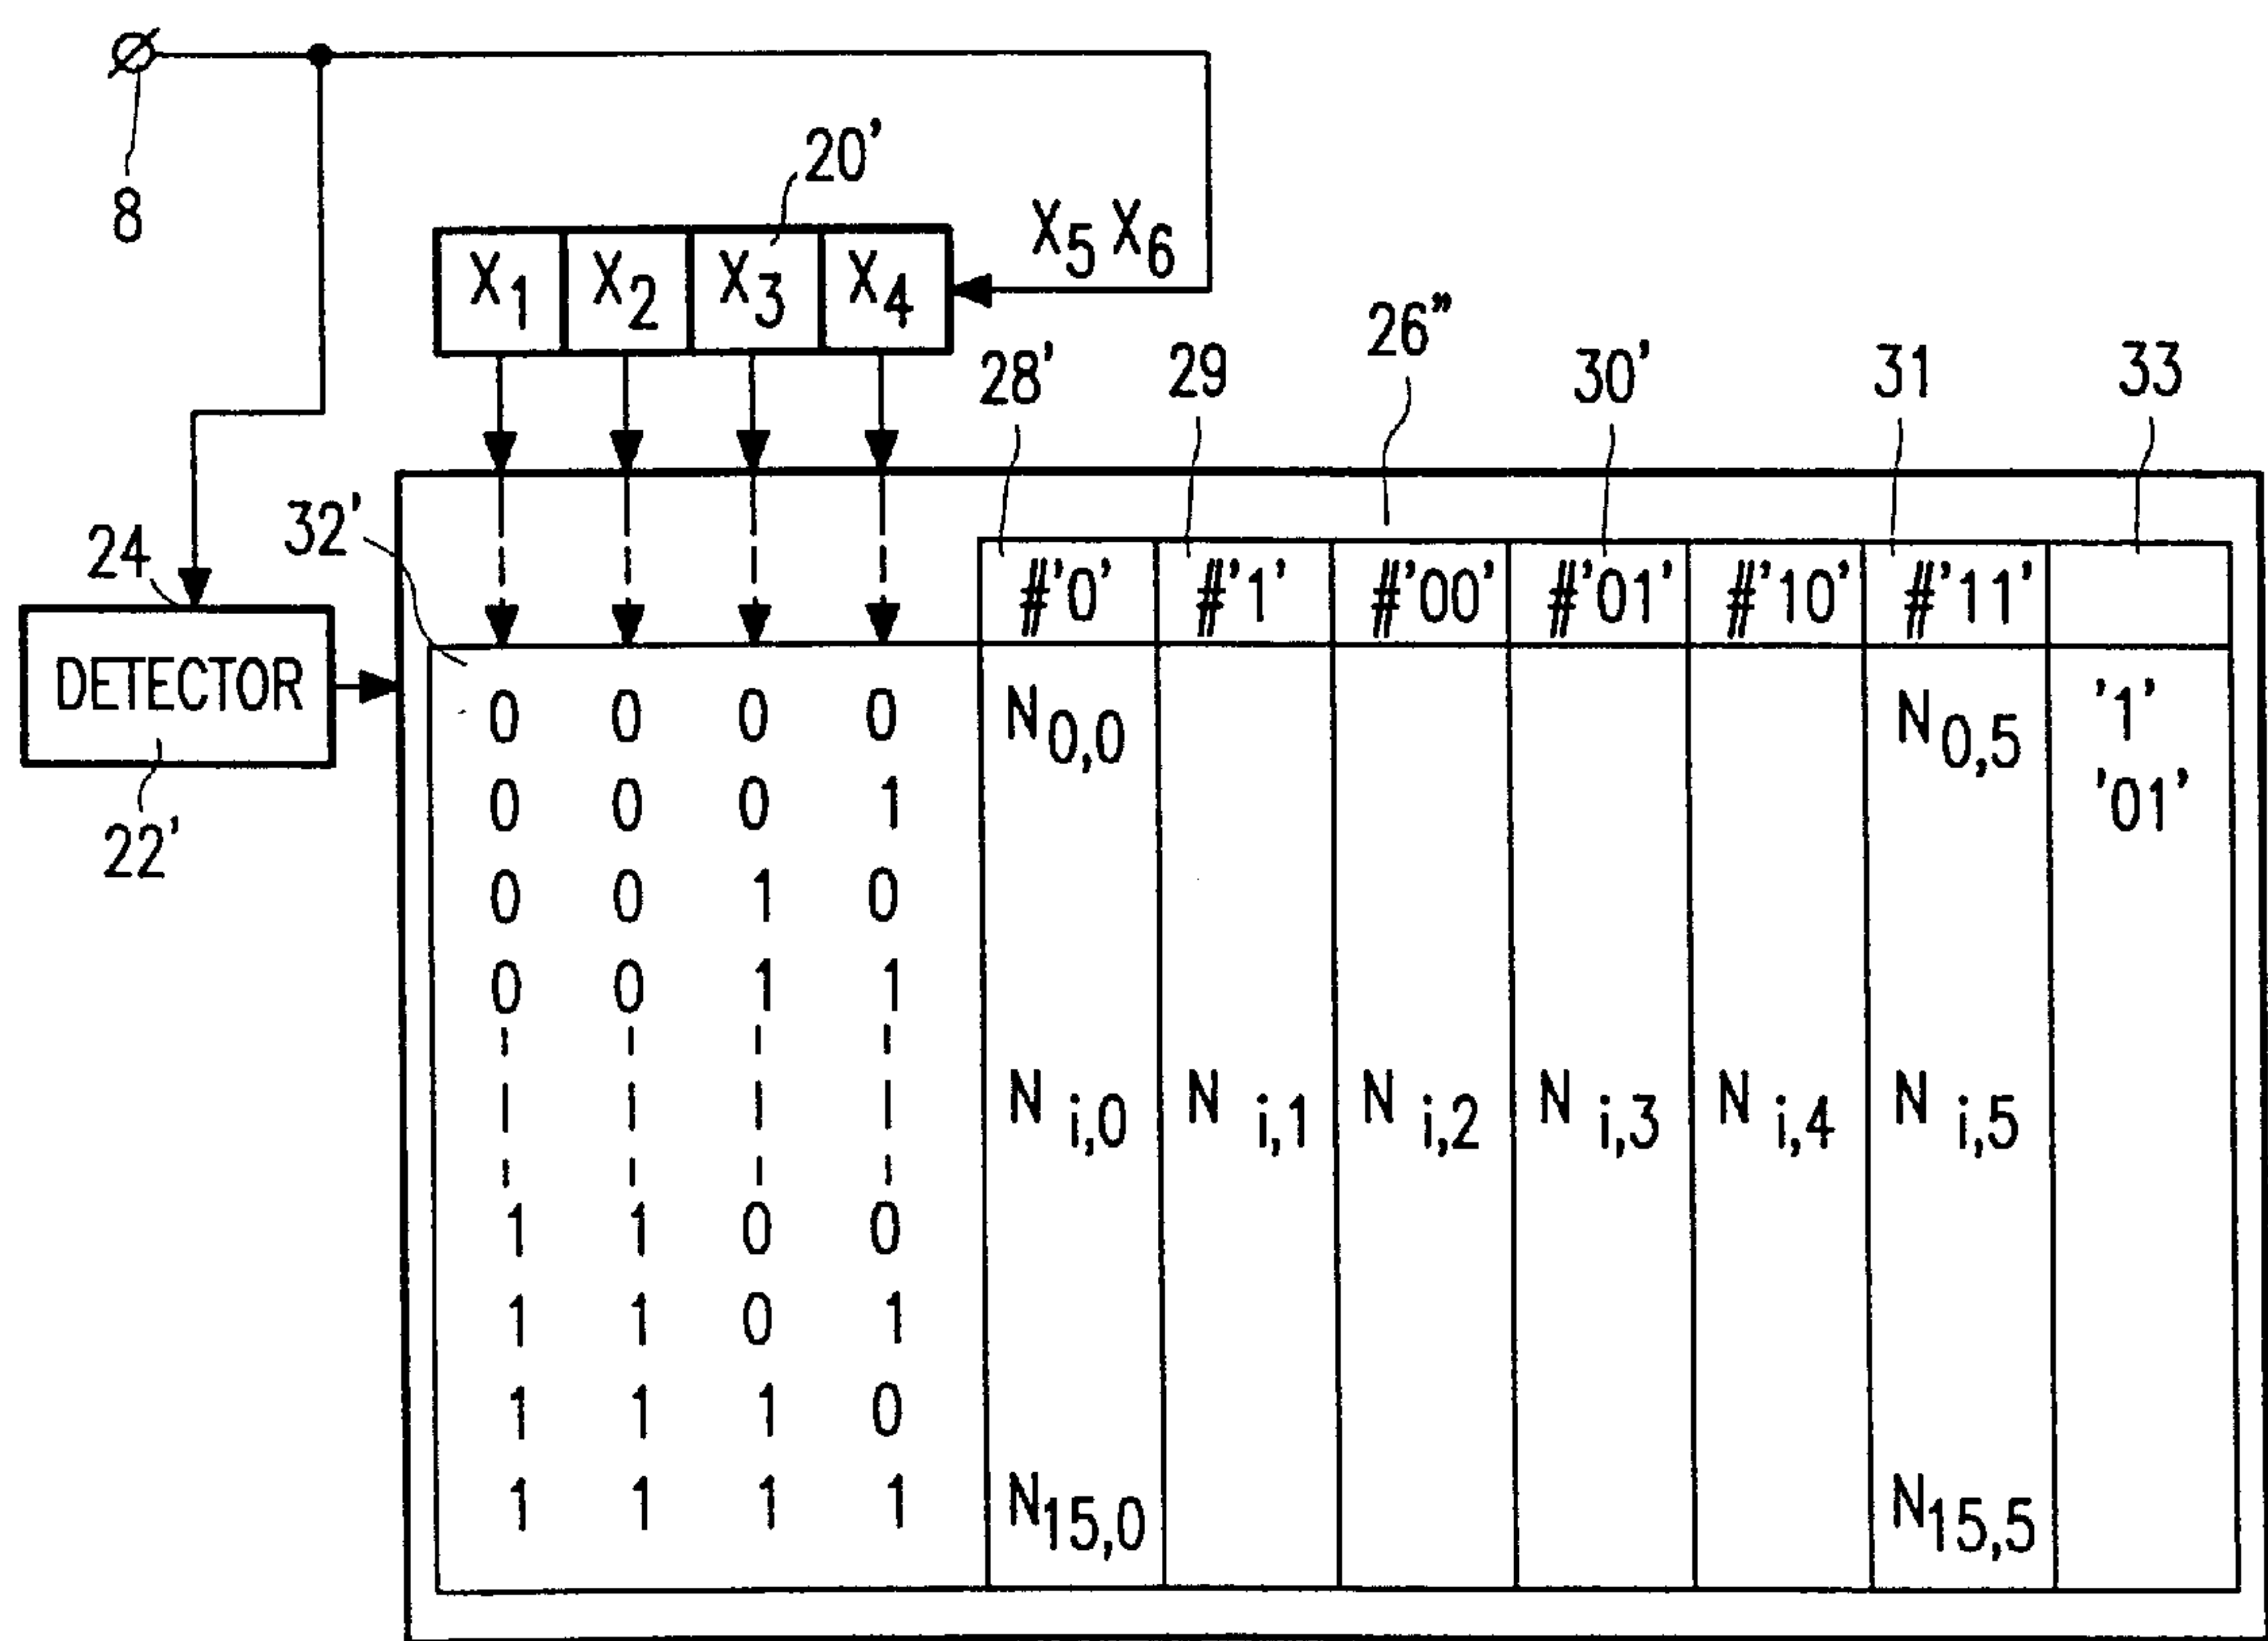 8
20'
X1 X2 X3 X4
X5 X6
28' 29 26" 30' 31 33
24
32'
DETECTOR
22'
#'0' #'1' #'00' #'01' #'10' #'11'
0 0 0 0 N0,0 N0,5 '1'
0 0 0 1 '01'
0 0 1 0
0 0 1 1
N i,0 N i,1 N i,2 N i,3 N i,4 N i,5
1 1 0 0
1 1 0 1
1 1 1 0
1 1 1 1 N15,0 N15,5